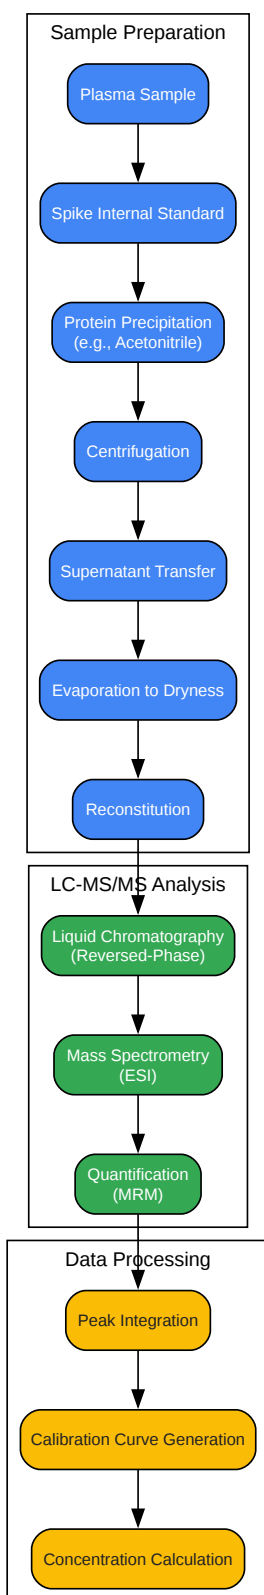 Sample Preparation
Plasma Sample
Spike Internal Standard
Protein Precipitation
(e.g., Acetonitrile)
Centrifugation
Supernatant Transfer
Evaporation to Dryness
Reconstitution
LC-MS/MS Analysis
Liquid Chromatography
(Reversed-Phase)
Mass Spectrometry
(ESI)
Quantification
(MRM)
Data Processing
Peak Integration
Calibration Curve Generation
Concentration Calculation